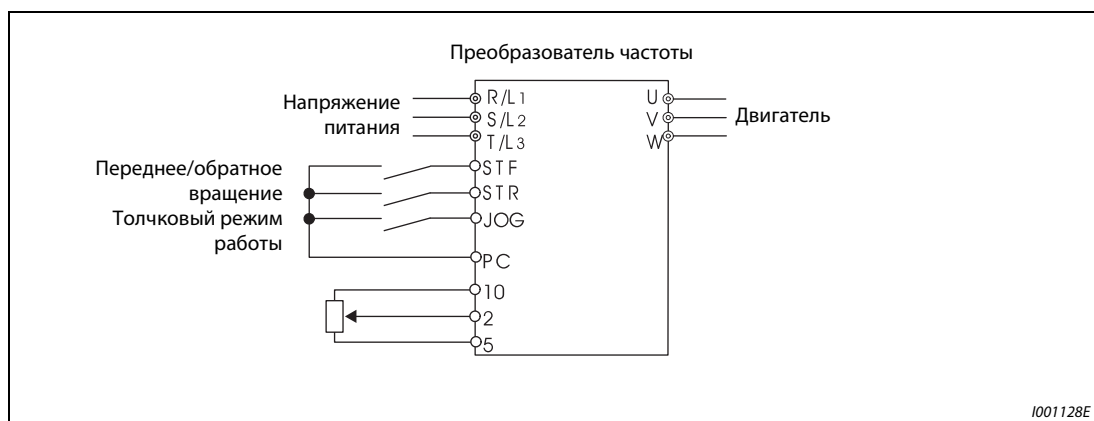 Преобразователь частоты
Напряжение
питания
R/L1
S/L2
T/L3
U
V
W
Двигатель
Переднее/обратное
вращение
Толчковый режим
работы
STF
STR
JOG
PC
10
2
5
I001128E